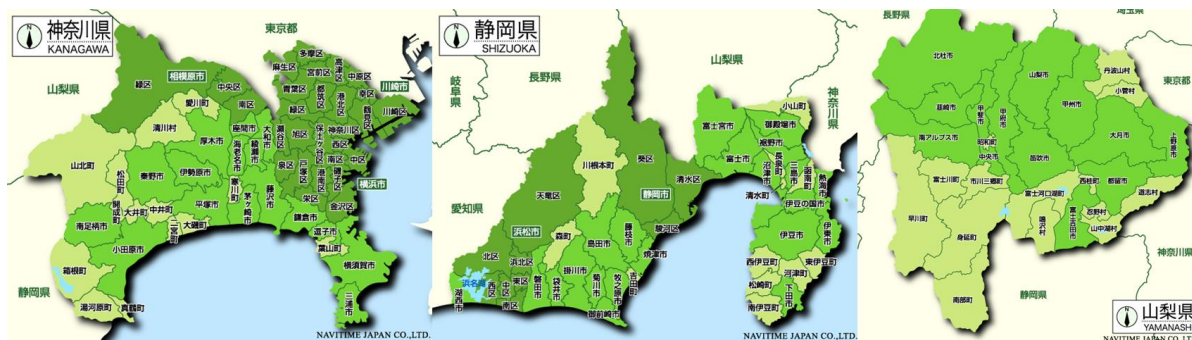 神奈川県
KANAGAWA
東京都
山梨県
静岡県
相模原市
川崎市
横浜市
緑区
中央区
南区
多摩区
麻生区
宮前区
高津区
中原区
幸区
川崎区
青葉区
都筑区
港北区
鶴見区
緑区
神奈川区
旭区
瀬谷区
保土ヶ谷区
西区
中区
南区
泉区
戸塚区
港南区
磯子区
栄区
金沢区
愛川町
清川村
厚木市
座間市
大和市
綾瀬市
海老名市
山北町
松田町
秦野市
伊勢原市
寒川町
藤沢市
茅ヶ崎市
開成町
大井町
中井町
平塚市
鎌倉市
南足柄市
二宮町
大磯町
逗子市
葉山町
小田原市
横須賀市
箱根町
三浦市
湯河原町
真鶴町
NAVITIME JAPAN CO.,LTD.
静岡県
SHIZUOKA
長野県
山梨県
岐阜県
神奈川県
愛知県
静岡市
浜松市
小山町
富士宮市
御殿場市
裾野市
富士市
沼津市
長泉町
三島市
函南町
熱海市
清水町
伊豆の国市
川根本町
葵区
清水区
駿河区
天竜区
伊豆市
伊東市
森町
島田市
藤枝市
焼津市
西伊豆町
東伊豆町
河津町
松崎町
下田市
南伊豆町
北区
浜北区
東区
中区
西区
南区
浜名湖
湖西市
磐田市
袋井市
掛川市
菊川市
牧之原市
吉田町
御前崎市
NAVITIME JAPAN CO.,LTD.
長野県
埼玉県
東京都
神奈川県
静岡県
北杜市
山梨市
丹波山村
小菅村
甲州市
韮崎市
甲斐市
甲府市
大月市
上野原市
南アルプス市
昭和町
中央市
笛吹市
富士川町
市川三郷町
富士河口湖町
西桂町
都留市
道志村
早川町
鳴沢村
富士吉田市
忍野村
山中湖村
身延町
南部町
山梨県
YAMANASHI
NAVITIME JAPAN CO.,LTD.